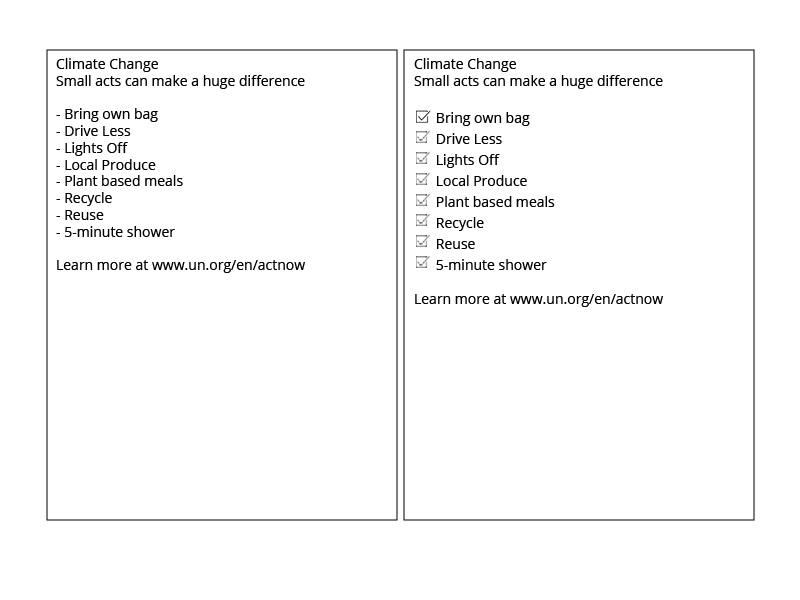 Climate Change
Small acts can make a huge difference
- Bring own bag
- Drive Less
- Lights Off
- Local Produce
- Plant based meals
- Recycle
- Reuse
- 5-minute shower
Learn more at www.un.org/en/actnow
Climate Change
Small acts can make a huge difference
Bring own bag
Drive Less
Lights Off
Local Produce
Plant based meals
Recycle
Reuse
5-minute shower
Learn more at www.un.org/en/actnow